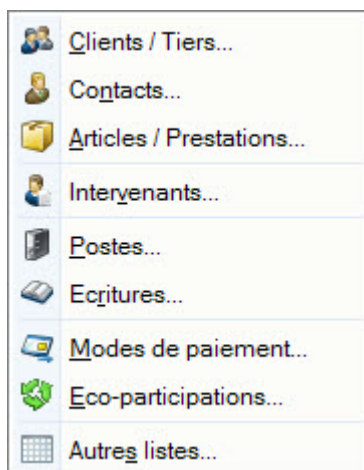 Clients / Tiers...
Contacts...
Articles / Prestations...
Intervenants...
Postes...
Ecritures...
Modes de paiement...
Eco-participations...
Autres listes...